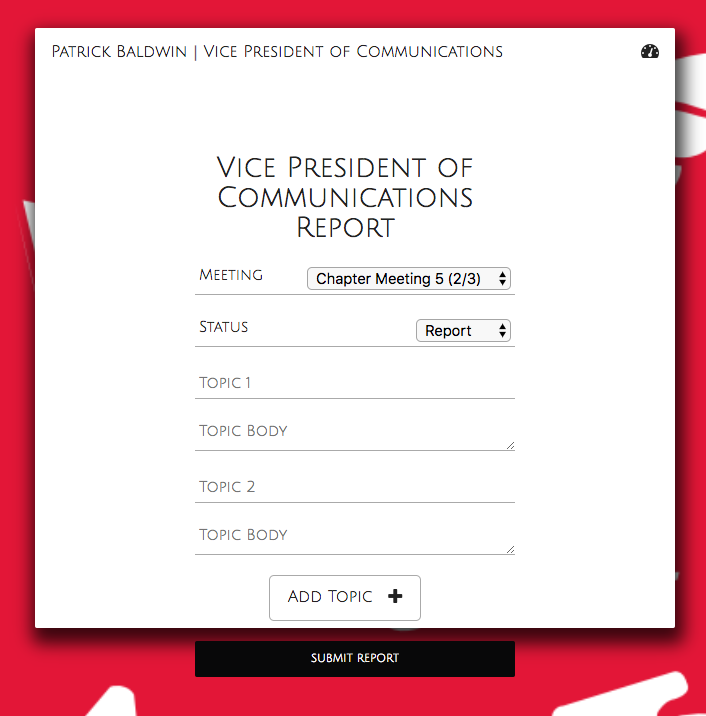 Patrick Baldwin | Vice President of Communications
Vice President of
Communications
Report
Meeting Chapter Meeting 5 (2/3)
Status Report
Topic 1
Topic Body
Topic 2
Topic Body
Add Topic
SUBMIT REPORT